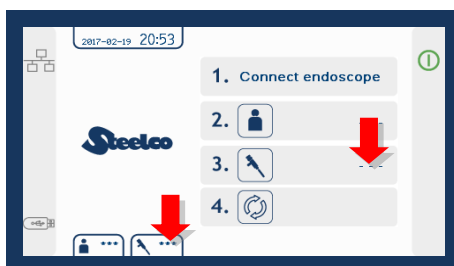 2017-02-19 20:53
1. Connect endoscope
2.
Steelco
3. ---
4.
*** ***